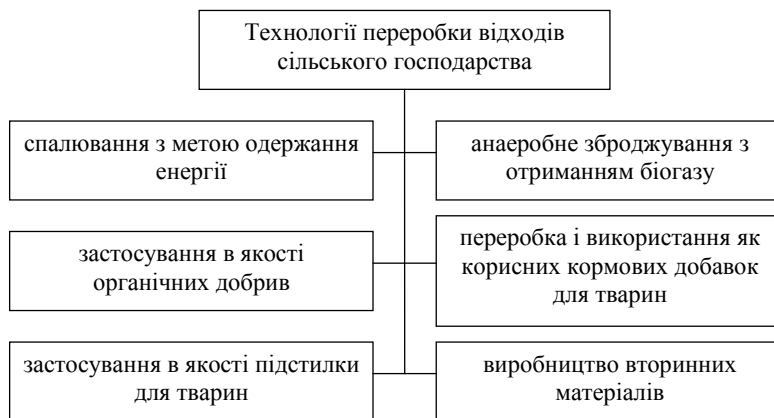 Технології переробки відходів
сільського господарства
спалювання з метою одержання
енергії
анаеробне зброджування з
отриманням біогазу
застосування в якості
органічних добрив
переробка і використання як
корисних кормових добавок
для тварин
застосування в якості підстилки
для тварин
виробництво вторинних
матеріалів